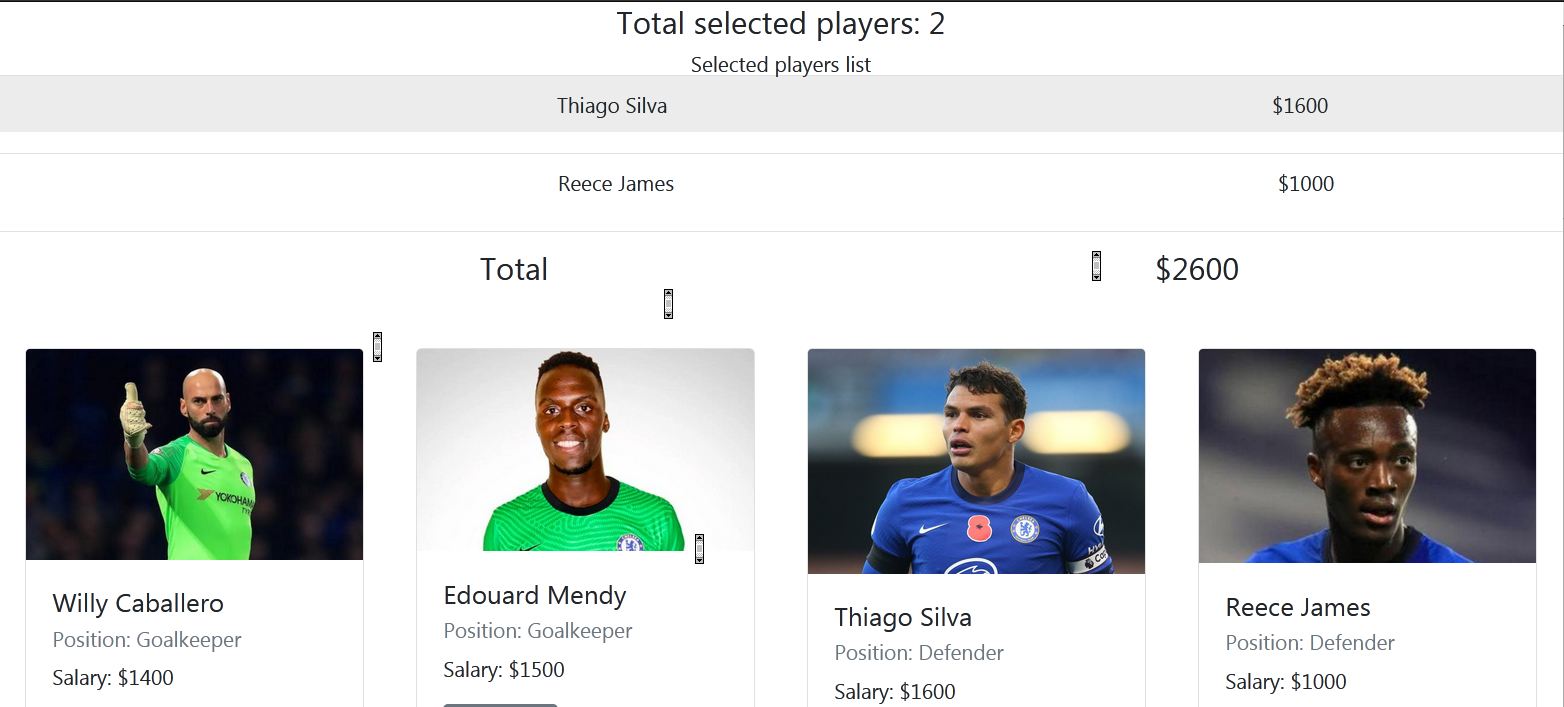 Total selected players: 2
Selected players list
Thiago Silva $1600
Reece James $1000
Total $2600
YOKOHAM
TY
Willy Caballero
Position: Goalkeeper
Salary: $1400
Edouard Mendy
Position: Goalkeeper
Salary: $1500
Thiago Silva
Position: Defender
Salary: $1600
Reece James
Position: Defender
Salary: $1000